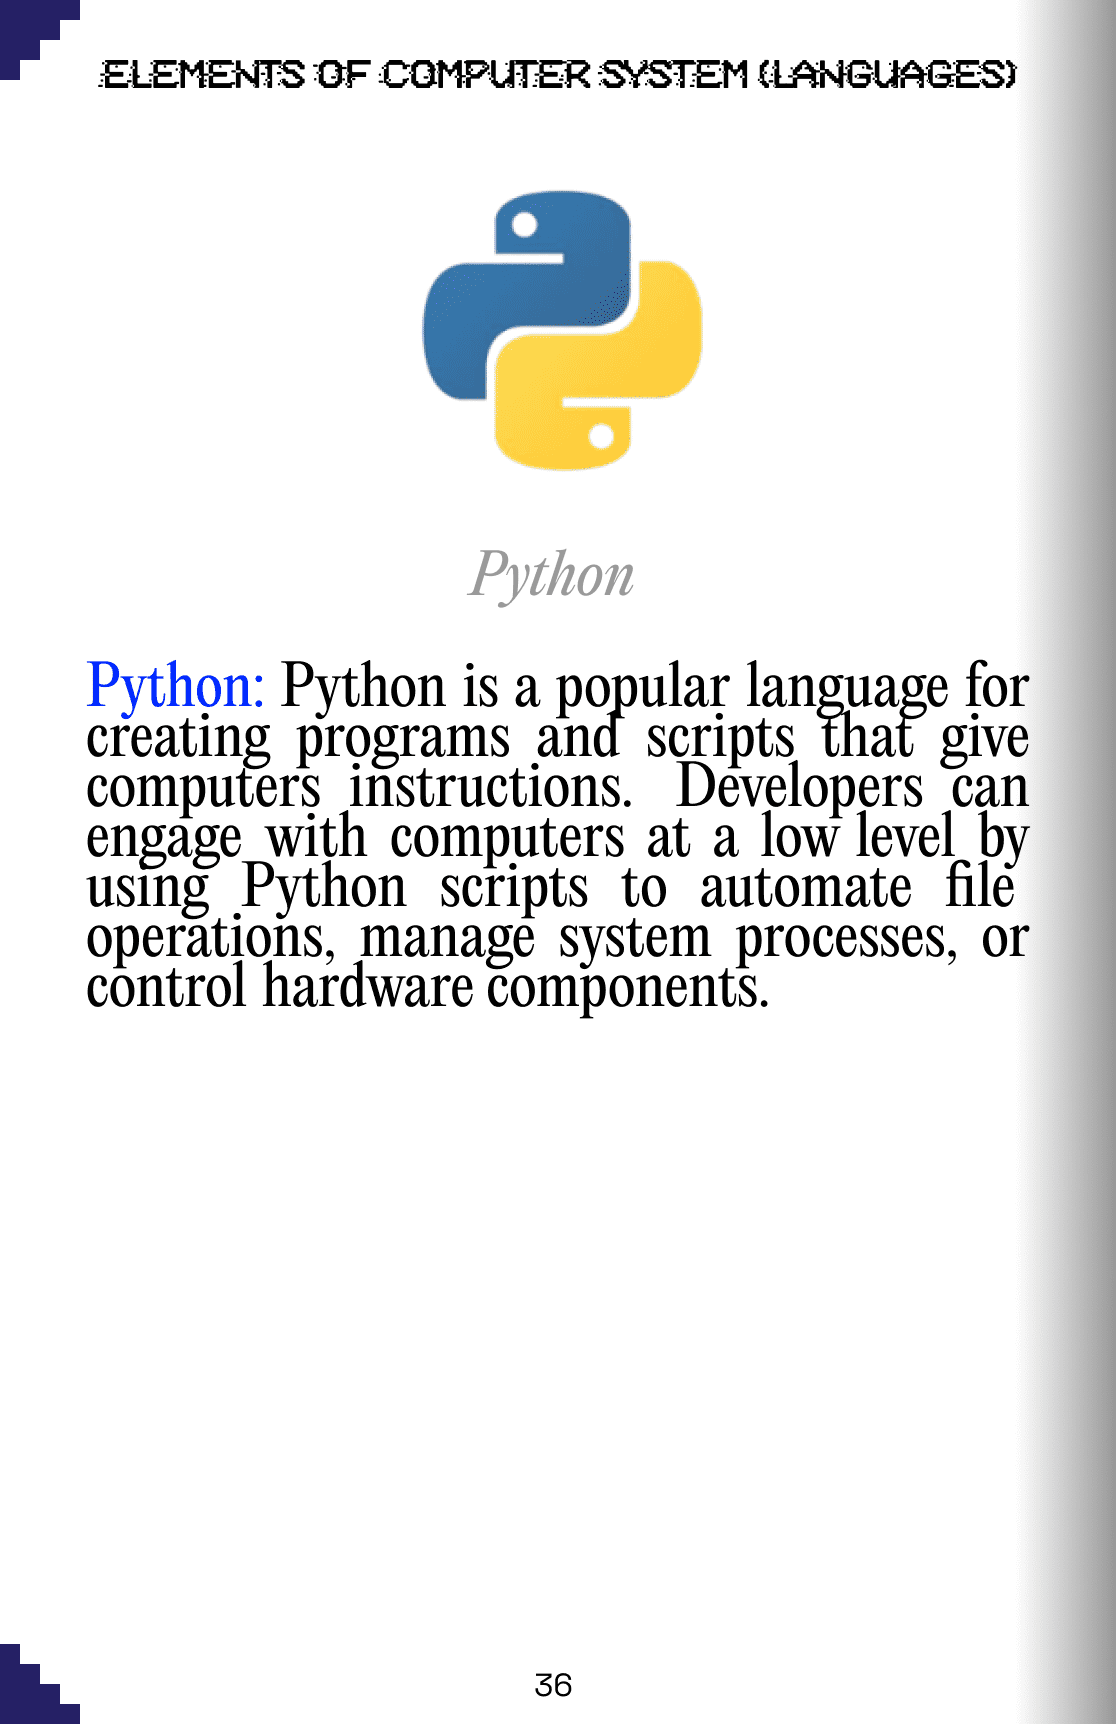 ELEMENTS OF COMPUTER SYSTEM (LANGUAGES)
Python
Python: Python is a popular language for
creating programs and scripts that give
computers instructions. Developers can
engage with computers at a low level by
using Python scripts to automate file
operations, manage system processes, or
control hardware components.
36